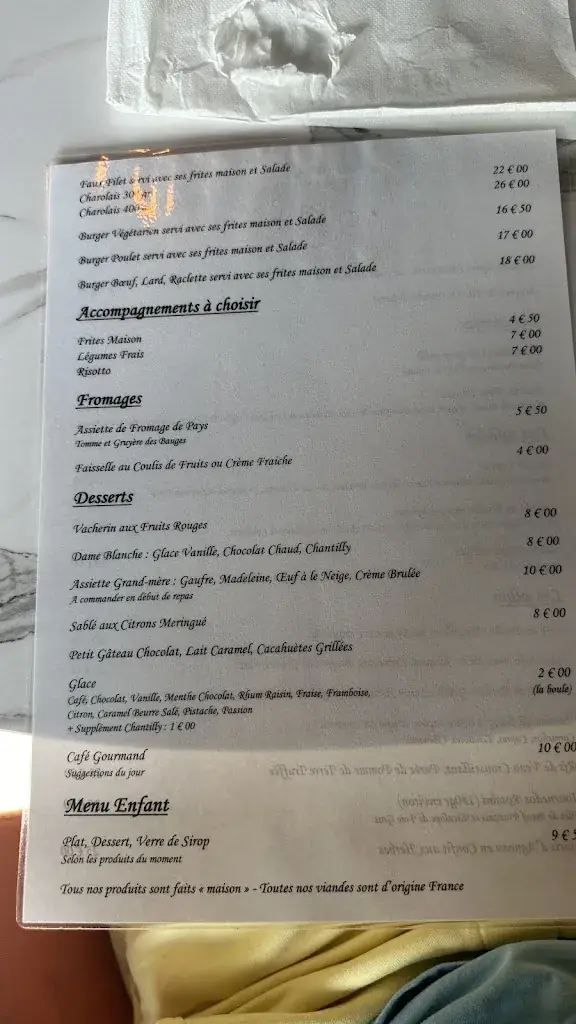 Faux Filet servi avec ses frites maison et Salade
Charolais 22 € 00
Charolais 26 € 00
Burger Végétarien servi avec ses frites maison et Salade 16 € 50
Burger Poulet servi avec ses frites maison et Salade 17 € 00
Burger Bœuf, Lard, Raclette servi avec ses frites maison et Salade 18 € 00
Accompagnements à choisir
Frites Maison 4 € 50
Légumes Frais 7 € 00
Risotto 7 € 00
Fromages
Assiette de Fromage de Pays 5 € 50
Tomme et Gruyère des Bauges
Faisselle au Coulis de Fruits ou Crème Fraiche 4 € 00
Desserts
Vacherin aux Fruits Rouges 8 € 00
Dame Blanche : Glace Vanille, Chocolat Chaud, Chantilly 8 € 00
Assiette Grand-mère : Gaufre, Madeleine, Œuf à le Neige, Crème Brulée 10 € 00
A commander en début de repas
Sablé aux Citrons Meringué 8 € 00
Petit Gâteau Chocolat, Lait Caramel, Cacahuètes Grillées
Glace 2 € 00
Café, Chocolat, Vanille, Menthe Chocolat, Rhum Raisin, Fraise, Framboise, (la boule)
Citron, Caramel Beurre Salé, Pistache, Passion
+ Supplément Chantilly : 1 € 00
Café Gourmand 10 € 00
Suggestions du jour
Menu Enfant
Plat, Dessert, Verre de Sirop 9 € 5
Selon les produits du moment
Tous nos produits sont faits « maison » - Toutes nos viandes sont d'origine France